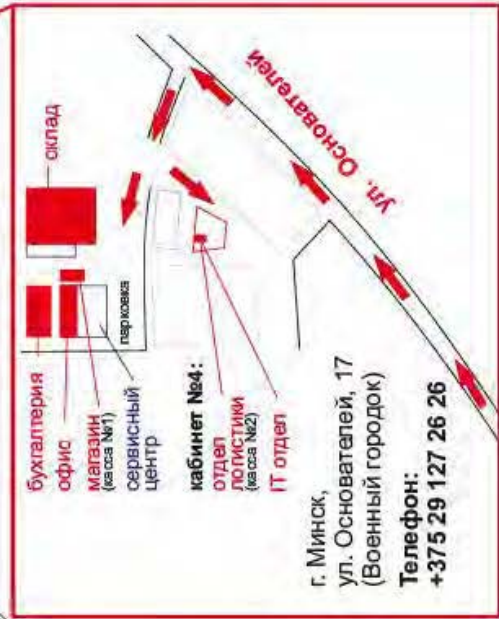 бухгалтерия
офис
магазин
(касса №1)
сервисный
центр
парковка
оклад
кабинет №4:
отдел
логистики
(касса №2)
IT отдел
ул. Основателей
г. Минск,
ул. Основателей, 17
(Военный городок)
Телефон:
+375 29 127 26 26